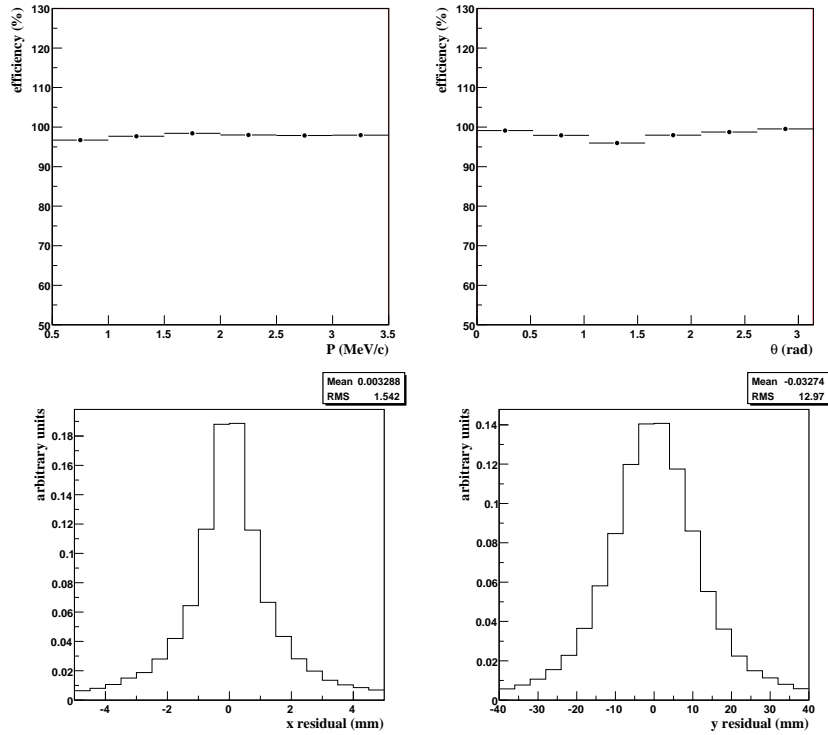 efficiency (%)
130
120
110
100
90
80
70
60
50
0.5 1 1.5 2 2.5 3 3.5
P (MeV/c)
efficiency (%)
130
120
110
100
90
80
70
60
50
0 0.5 1 1.5 2 2.5 3
θ (rad)
Mean 0.003288
RMS 1.542
arbitrary units
0.18
0.16
0.14
0.12
0.1
0.08
0.06
0.04
0.02
0
-4 -2 0 2 4
x residual (mm)
Mean -0.03274
RMS 12.97
arbitrary units
0.14
0.12
0.1
0.08
0.06
0.04
0.02
0
-40 -30 -20 -10 0 10 20 30 40
y residual (mm)